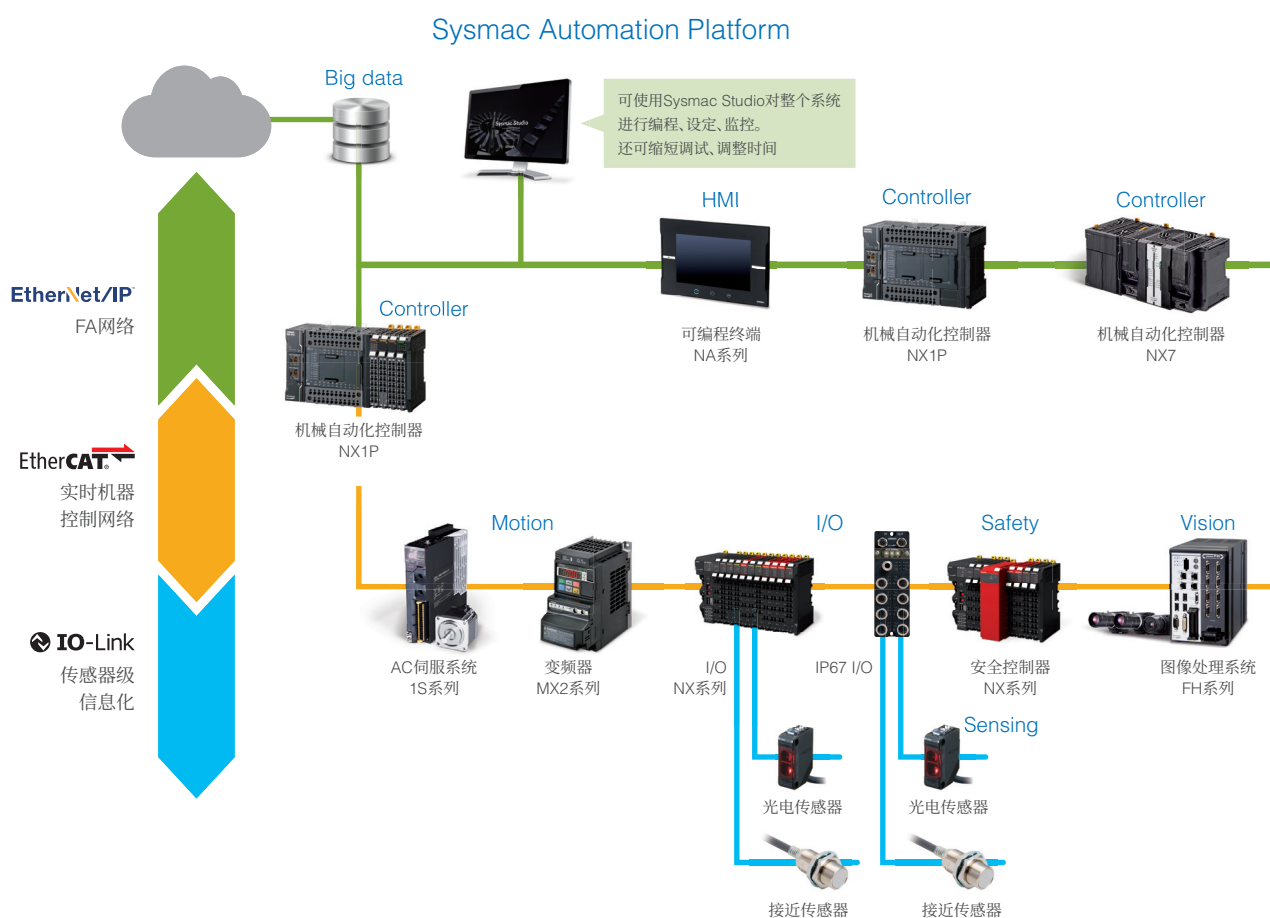 Sysmac Automation Platform
Big data
Sysmac Studio
可使用Sysmac Studio对整个系统
进行编程、设定、监控。
还可缩短调试、调整时间
HMI
Controller
Controller
EtherNet/IP
FA网络
Controller
可编程终端
NA系列
机械自动化控制器
NX1P
机械自动化控制器
NX7
机械自动化控制器
NX1P
EtherCAT®
实时机器
控制网络
Motion
I/O
Safety
Vision
IO-Link
传感器级
信息化
AC伺服系统
1S系列
变频器
MX2系列
I/O
NX系列
IP67 I/O
安全控制器
NX系列
图像处理系统
FH系列
Sensing
光电传感器
光电传感器
接近传感器
接近传感器